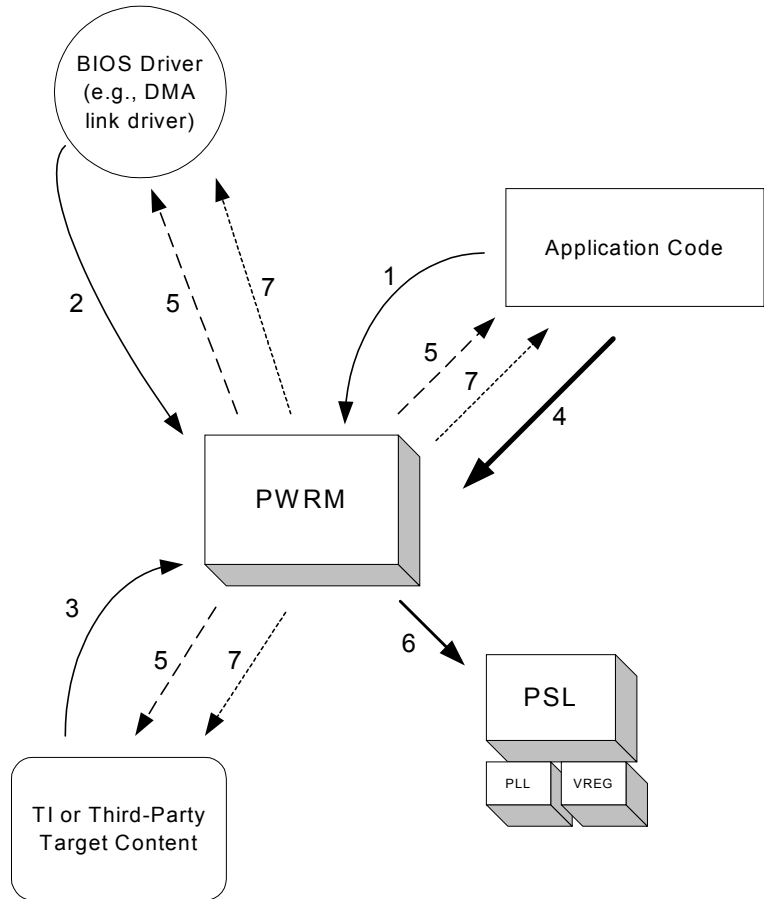 BIOS Driver
(e.g., DMA
link driver)
Application Code
1
2
5
7
5
7
4
PWRM
3
5
7
6
PSL
PLL
VREG
TI or Third-Party
Target Content